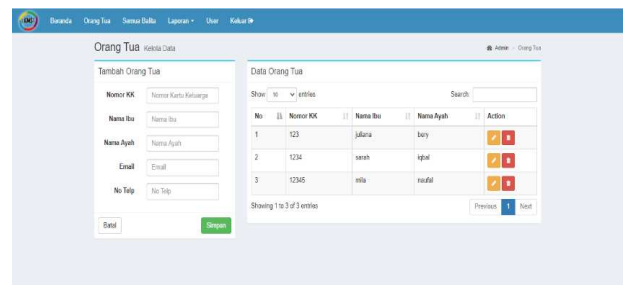 Beranda Orang Tua Semua Balita Laporan User Keluar
Orang Tua Kelola Data
Admin Orang Tua
Tambah Orang Tua
Nomor KK Nomor Kartu Keluarga
Nama Ibu Nama Ibu
Nama Ayah Nama Ayah
Email Email
No Telp No Telp
Batal Simpan
Data Orang Tua
Show 10 entries Search:
No Nomor KK Nama Ibu Nama Ayah Action
1 123 juliana bery
2 1234 sarah iqbal
3 12345 mila naufal
Showing 1 to 3 of 3 entries Previous 1 Next